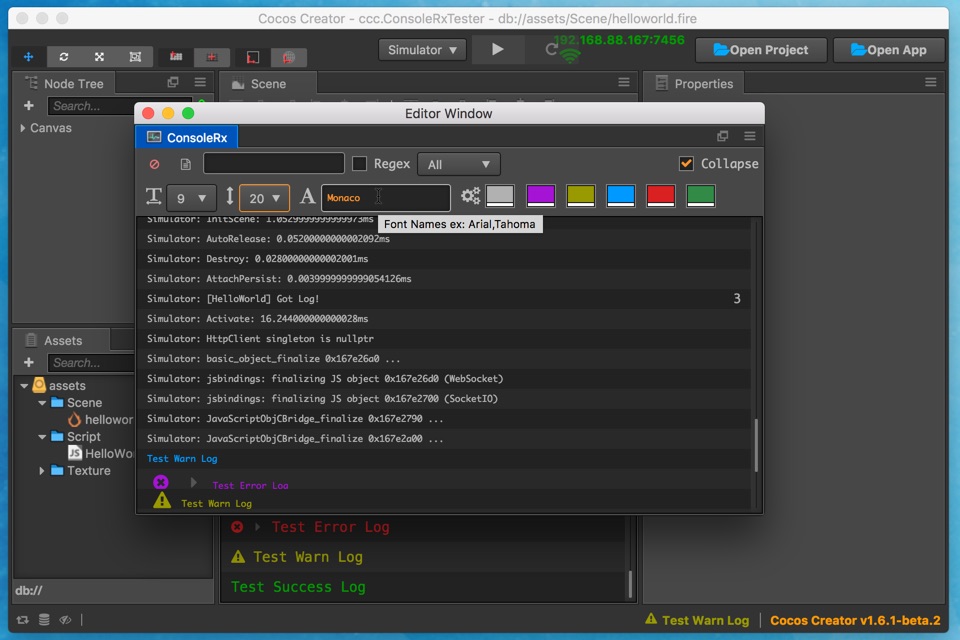 Cocos Creator - ccc.ConsoleRxTester - db://assets/Scene/helloworld.fire
Simulator
192.168.88.167:7456
Open Project
Open App
Node Tree
Scene
Properties
Search...
Canvas
Editor Window
ConsoleRx
Regex
All
Collapse
9
20
Monaco
Font Names ex: Arial,Tahoma
Simulator: InitScene: 1.0529999999999973ms
Simulator: AutoRelease: 0.05200000000002092ms
Simulator: Destroy: 0.02800000000002001ms
Simulator: AttachPersist: 0.0039999999999054126ms
Simulator: [HelloWorld] Got Log!
3
Simulator: Activate: 16.244000000000028ms
Simulator: HttpClient singleton is nullptr
Simulator: basic_object_finalize 0x167e26a0 ...
Simulator: jsbindings: finalizing JS object 0x167e26d0 (WebSocket)
Simulator: jsbindings: finalizing JS object 0x167e2700 (SocketIO)
Simulator: JavaScriptObjCBridge_finalize 0x167e2790 ...
Simulator: JavaScriptObjCBridge_finalize 0x167e2a00 ...
Test Warn Log
Test Error Log
Test Warn Log
Assets
Search...
assets
Scene
hellowor
Script
JS HelloWo
Texture
db://
Test Error Log
Test Warn Log
Test Success Log
Test Warn Log
Cocos Creator v1.6.1-beta.2